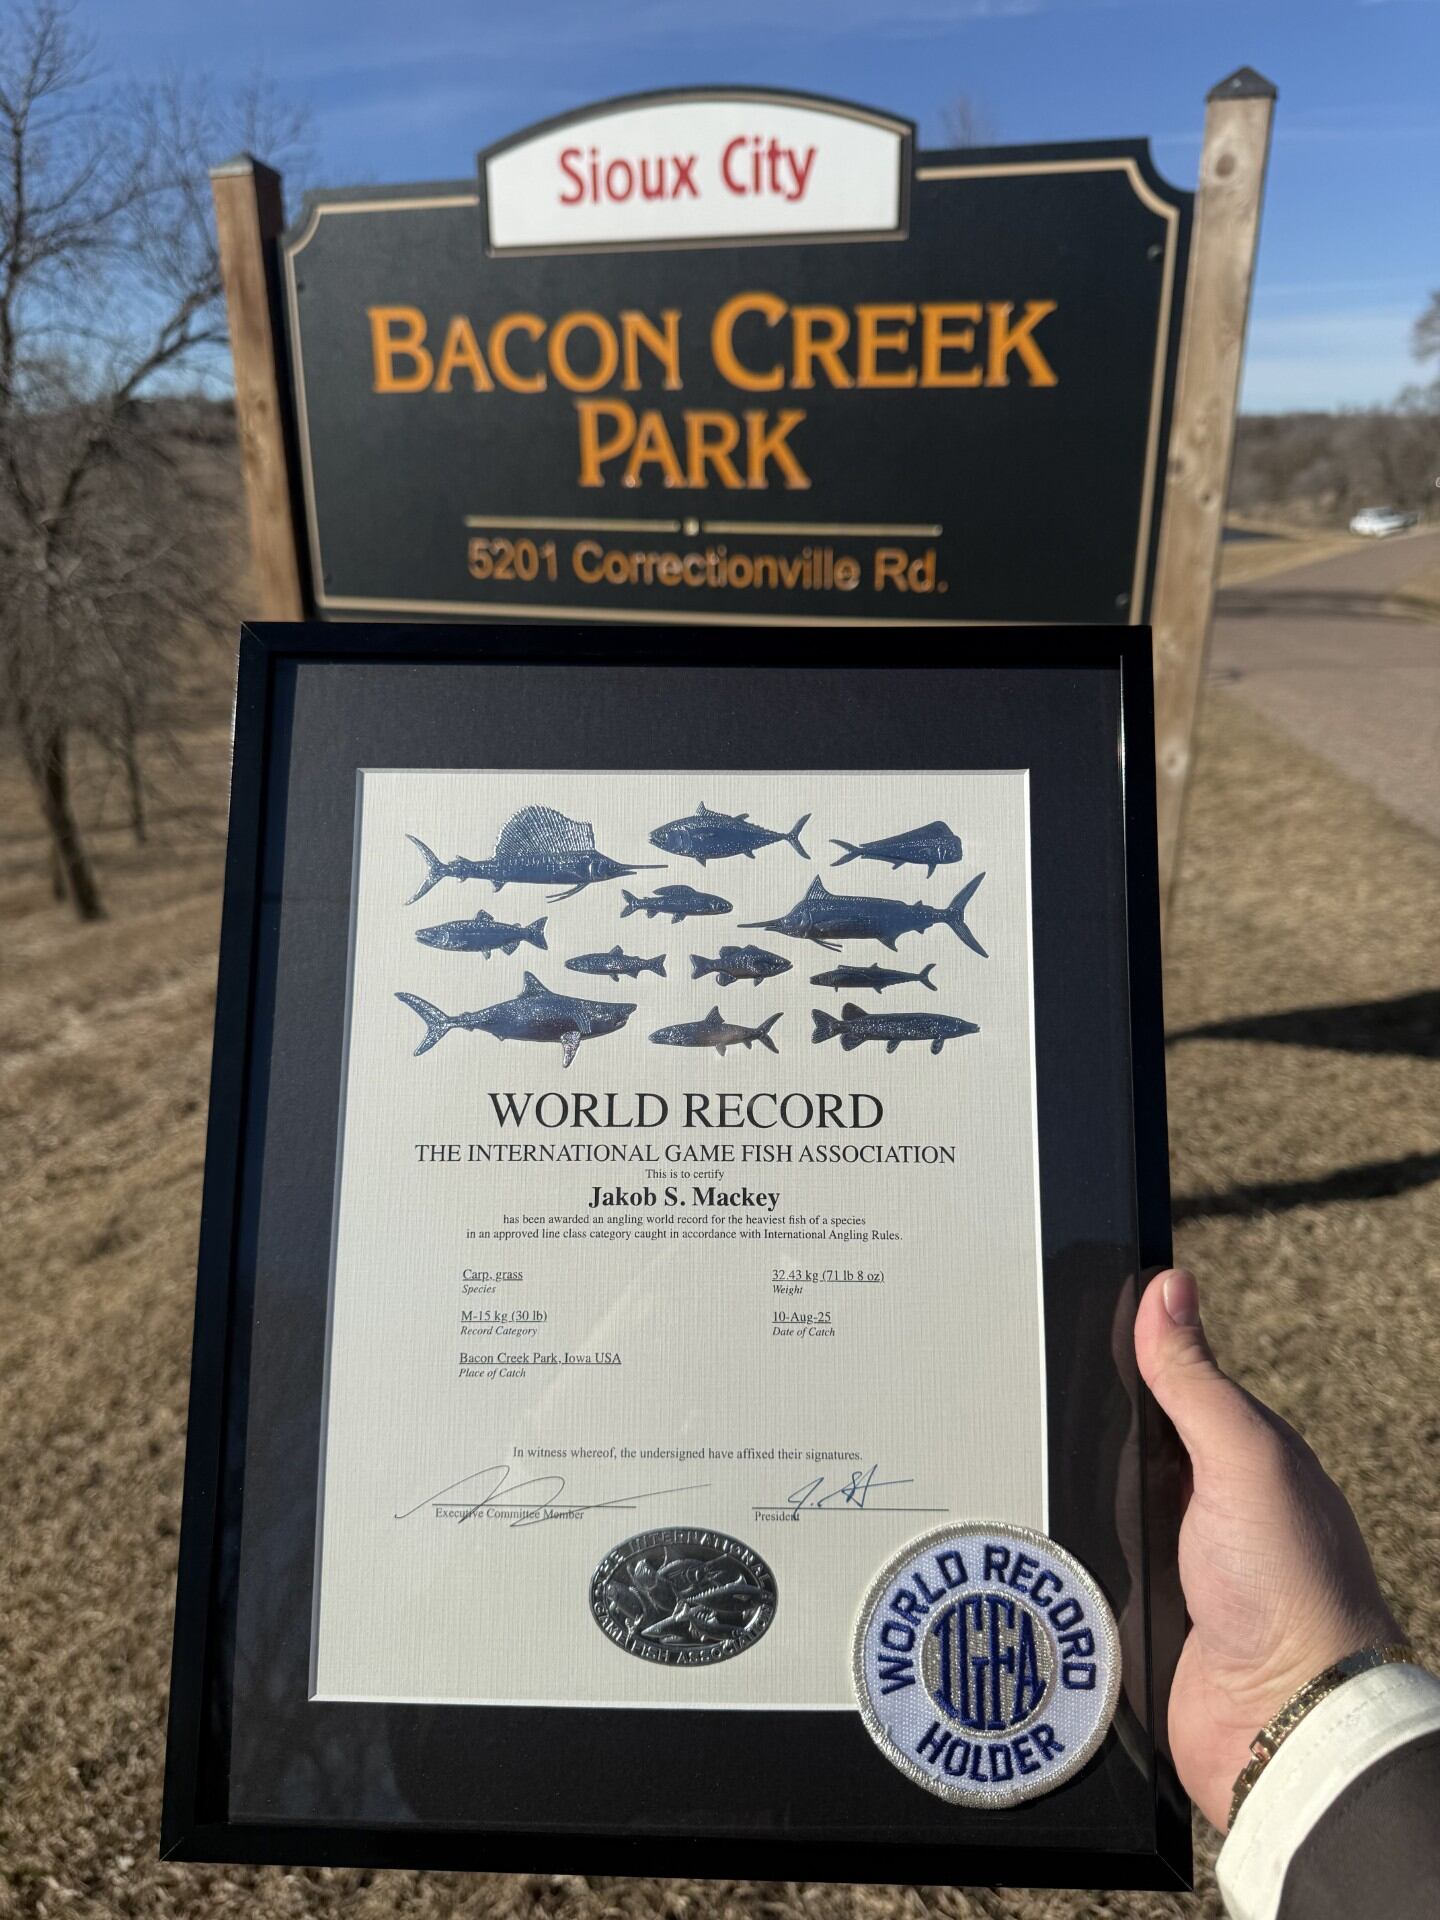 Sioux City
BACON CREEK
PARK
5201 Correctionville Rd.
WORLD RECORD
THE INTERNATIONAL GAME FISH ASSOCIATION
This is to certify
Jakob S. Mackey
has been awarded an angling world record for the heaviest fish of a species
in an approved line class category caught in accordance with International Angling Rules.
Carp, grass
Species
32.43 kg (71 lb 8 oz)
Weight
M-15 kg (30 lb)
Record Category
10-Aug-25
Date of Catch
Bacon Creek Park, Iowa USA
Place of Catch
In witness whereof, the undersigned have affixed their signatures.
Executive Committee Member
President
THE INTERNATIONAL
GAME FISH ASSOCIATION
WORLD RECORD
IGFA
HOLDER